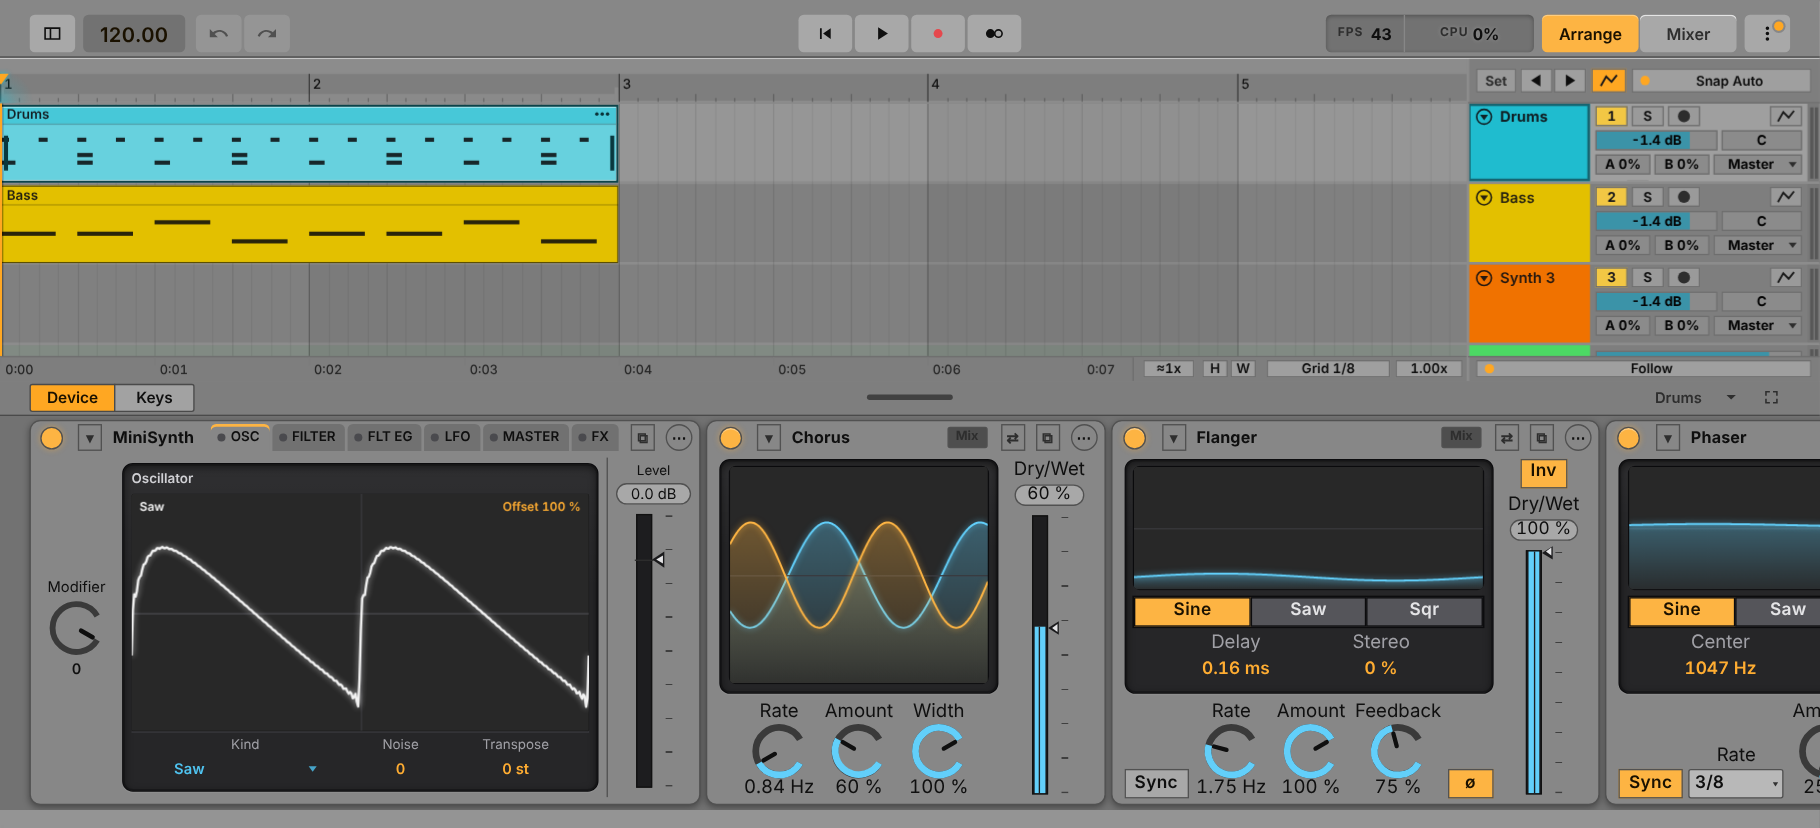 120.00
FPS 43 CPU 0%
Arrange
Mixer
1 2 3 4 5
Set
Snap Auto
Drums
Drums
1 S
-1.4 dB C
A 0% B 0% Master
Bass
Bass
2 S
-1.4 dB C
A 0% B 0% Master
Synth 3
3 S
-1.4 dB C
A 0% B 0% Master
0:00 0:01 0:02 0:03 0:04 0:05 0:06 0:07
≈1x H W Grid 1/8 1.00x
Follow
Device Keys
Drums
MiniSynth OSC FILTER FLT EG LFO MASTER FX
Oscillator
Saw
Offset 100 %
Modifier
0
Kind Noise Transpose
Saw 0 0 st
Level
0.0 dB
Chorus Mix
Dry/Wet
60 %
Rate Amount Width
0.84 Hz 60 % 100 %
Flanger Mix
Inv
Dry/Wet
100 %
Sine Saw Sqr
Delay Stereo
0.16 ms 0 %
Rate Amount Feedback
Sync 1.75 Hz 100 % 75 % ø
Phaser
Sine Saw
Center
1047 Hz
Am
Rate
Sync 3/8 25